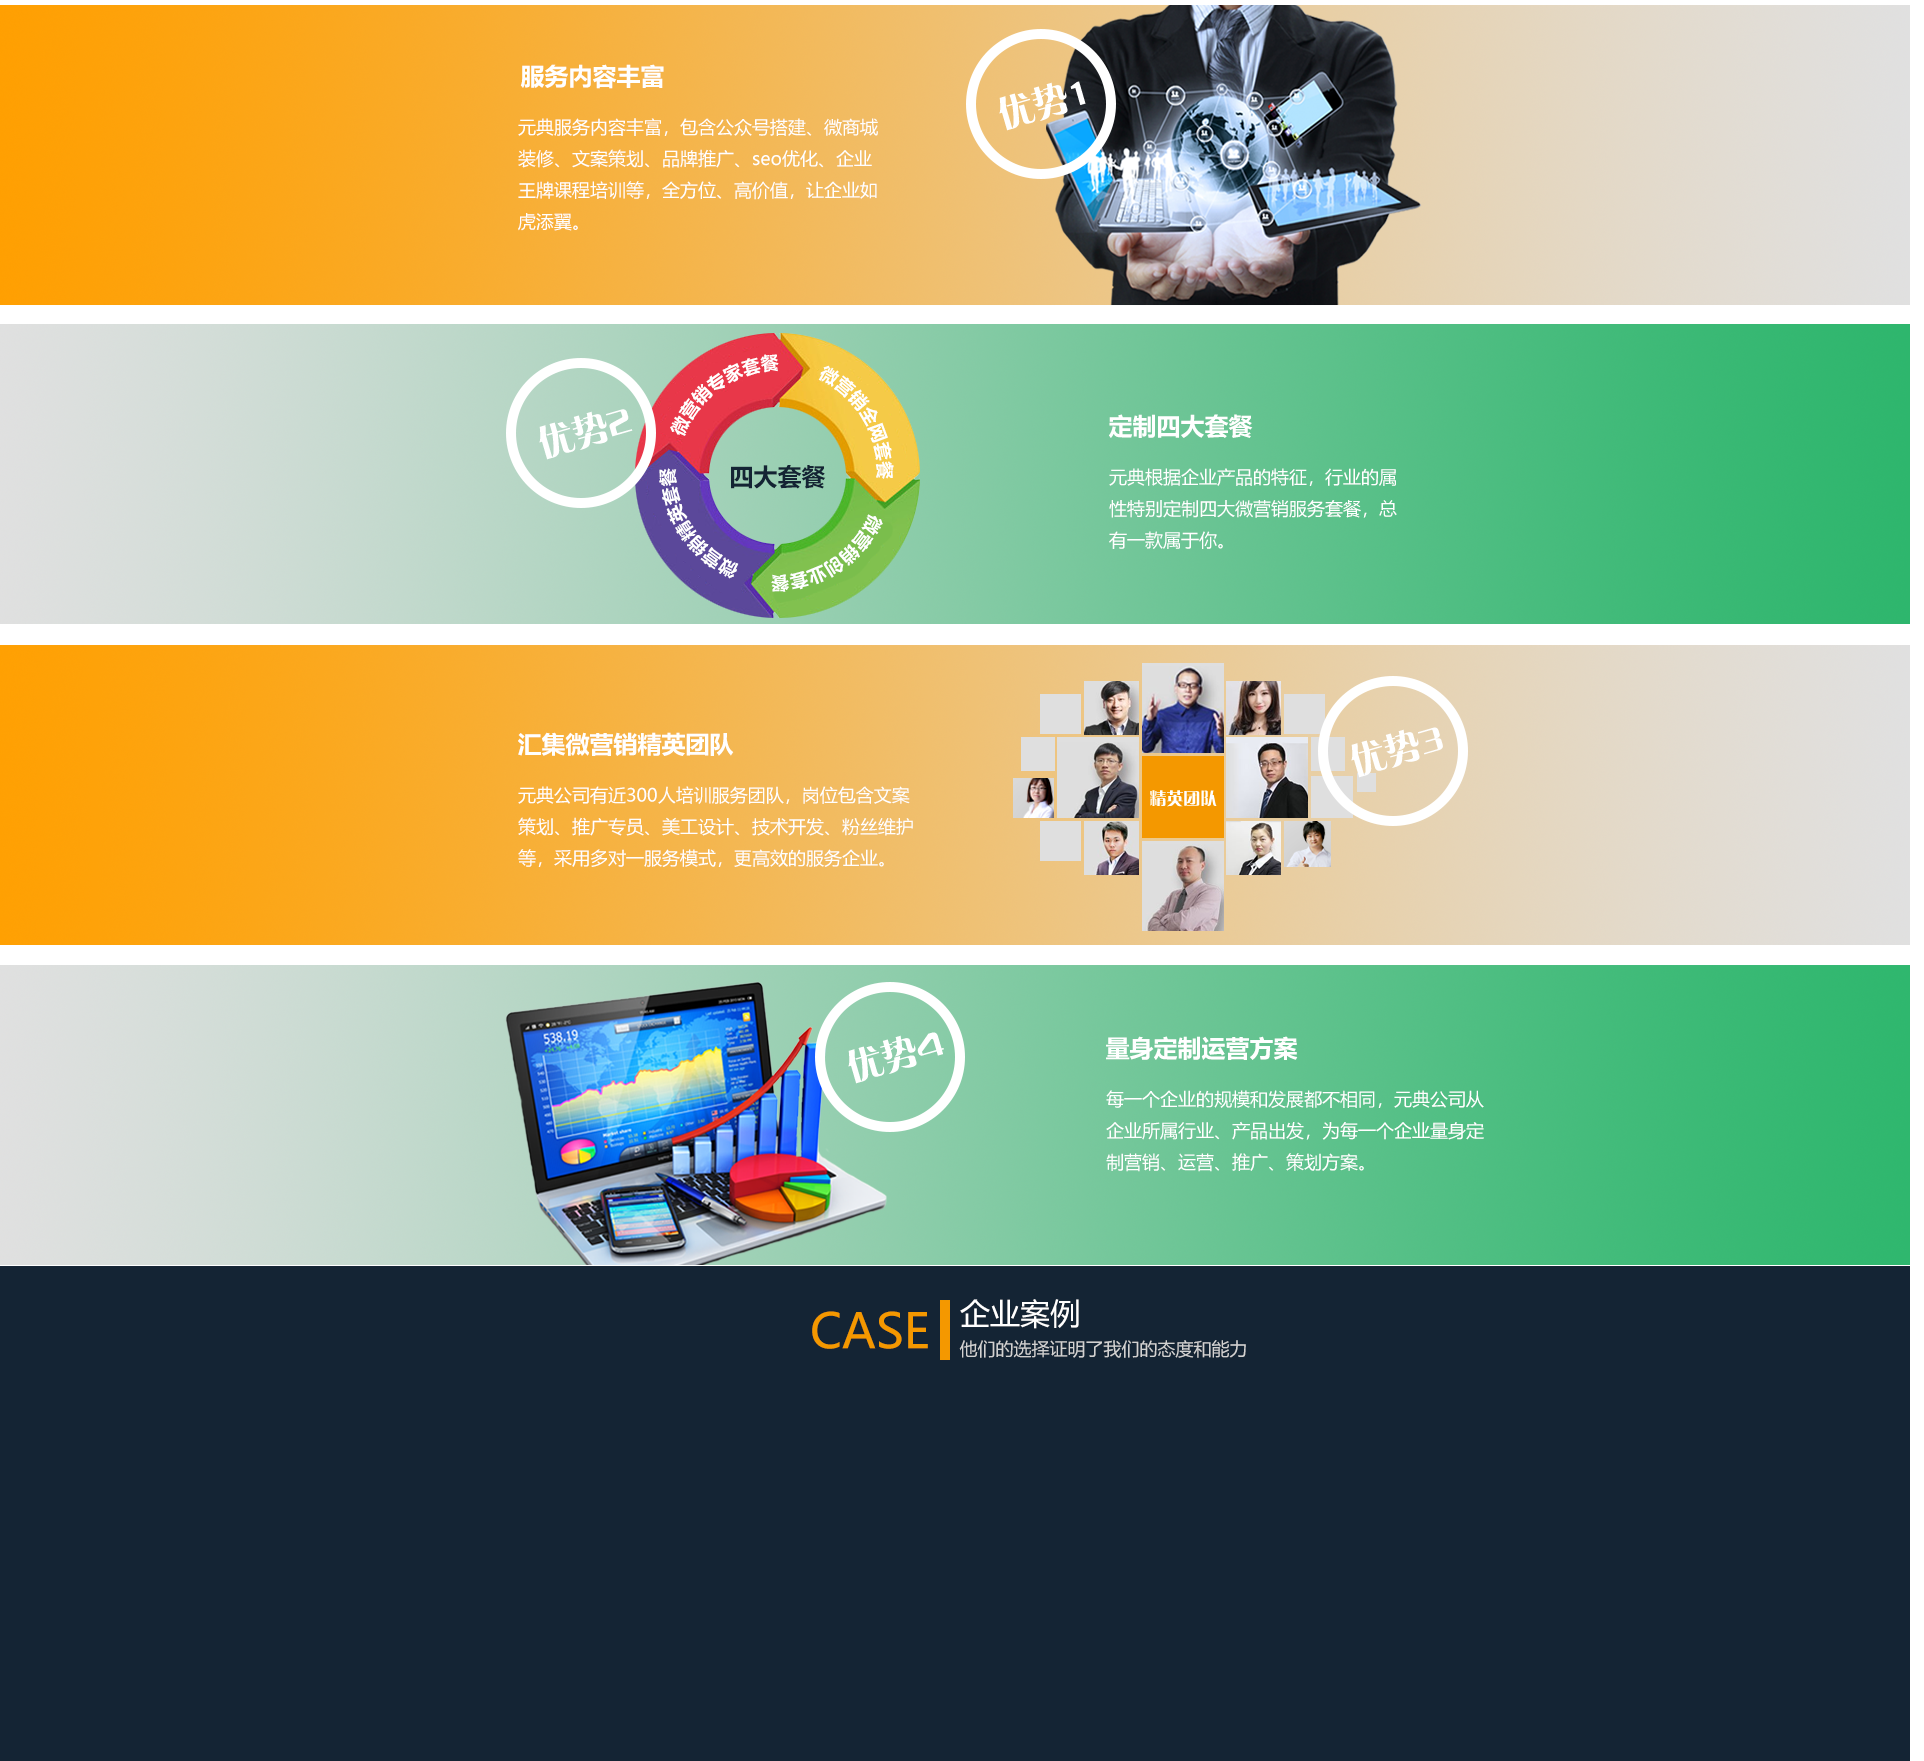 服务内容丰富
元典服务内容丰富，包含公众号搭建、微商城
装修、文案策划、品牌推广、seo优化、企业
王牌课程培训等，全方位、高价值，让企业如
虎添翼。
优势1
优势2
微营销专家套餐
微营销全网套餐
微营销创业套餐
微营销精英套餐
四大套餐
定制四大套餐
元典根据企业产品的特征，行业的属
性特别定制四大微营销服务套餐，总
有一款属于你。
汇集微营销精英团队
元典公司有近300人培训服务团队，岗位包含文案
策划、推广专员、美工设计、技术开发、粉丝维护
等，采用多对一服务模式，更高效的服务企业。
精英团队
优势3
538.19
Market share
优势4
量身定制运营方案
每一个企业的规模和发展都不相同，元典公司从
企业所属行业、产品出发，为每一个企业量身定
制营销、运营、推广、策划方案。
CASE
企业案例
他们的选择证明了我们的态度和能力